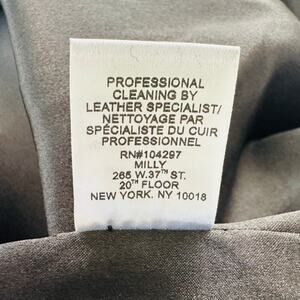 PROFESSIONAL
CLEANING BY
LEATHER SPECIALIST/
NETTOYAGE PAR
SPÉCIALISTE DU CUIR
PROFESSIONNEL
RN#104297
MILLY
265 W.37TH ST.
20TH FLOOR
NEW YORK. NY 10018